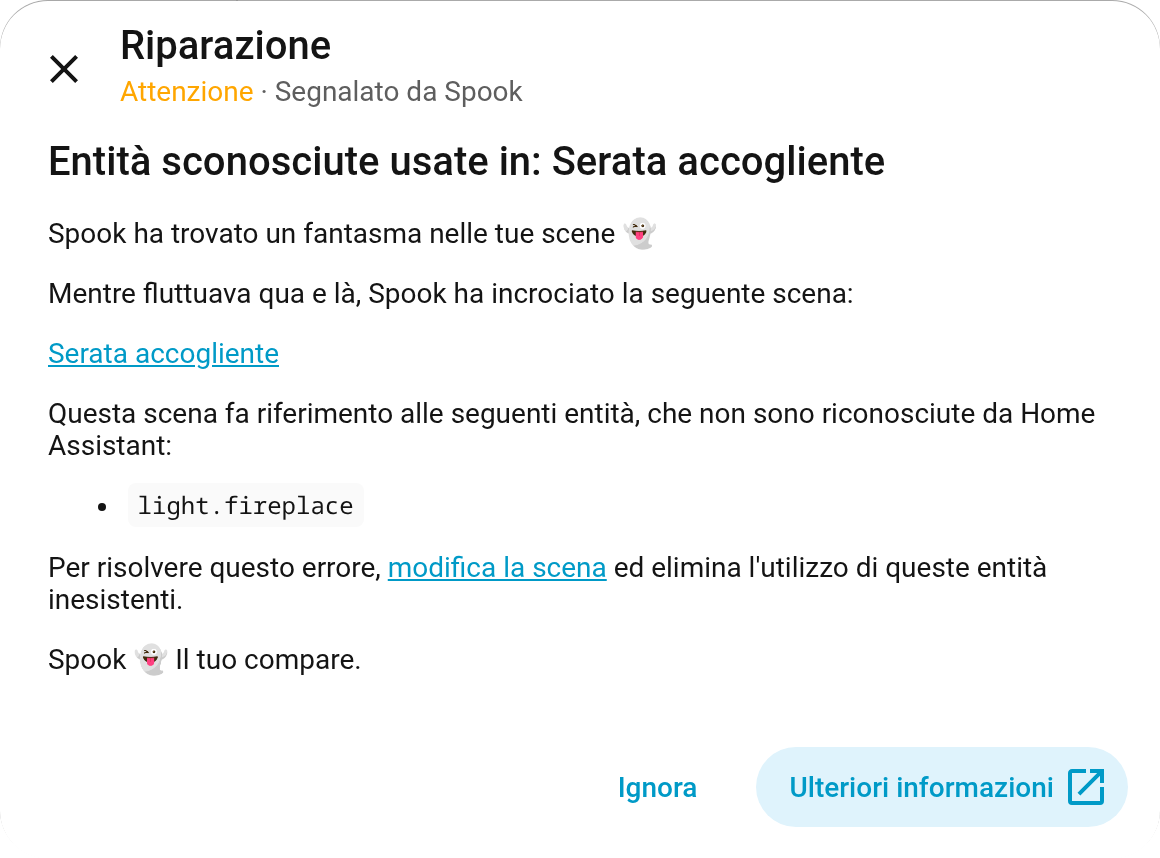 Riparazione
Attenzione · Segnalato da Spook
Entità sconosciute usate in: Serata accogliente
Spook ha trovato un fantasma nelle tue scene 👻
Mentre fluttuava qua e là, Spook ha incrociato la seguente scena:
Serata accogliente
Questa scena fa riferimento alle seguenti entità, che non sono riconosciute da Home
Assistant:
• light.fireplace
Per risolvere questo errore, modifica la scena ed elimina l'utilizzo di queste entità
inesistenti.
Spook 👻 Il tuo compare.
Ignora
Ulteriori informazioni